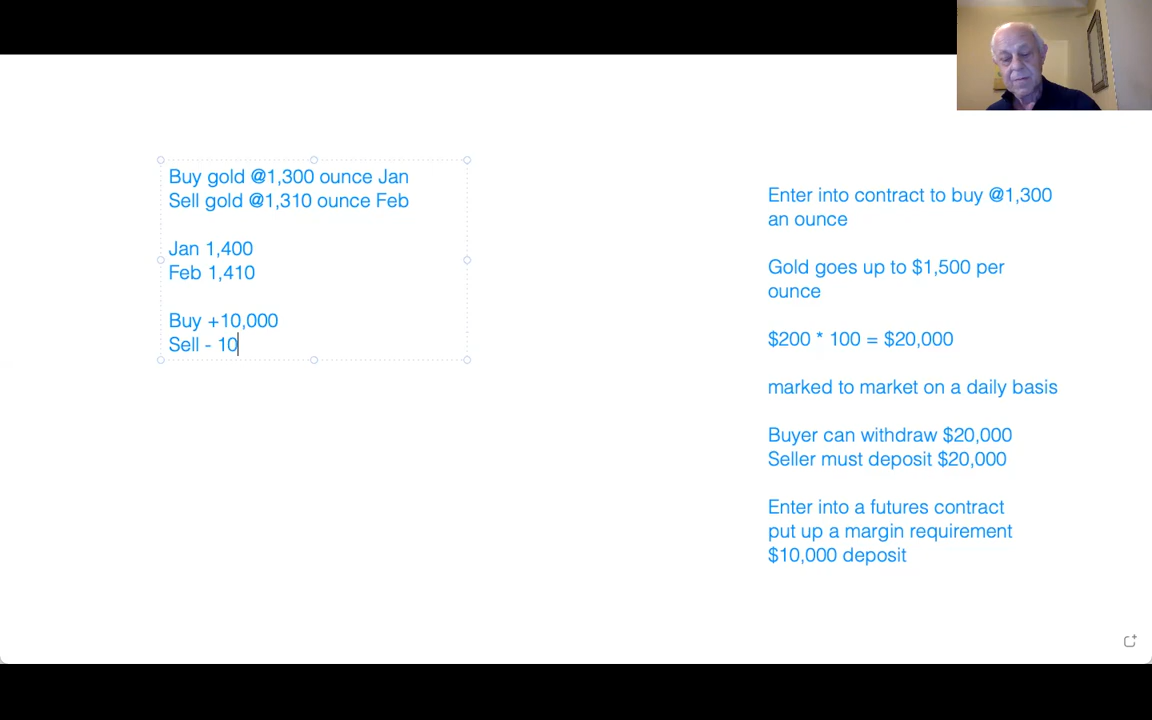 Buy gold @1,300 ounce Jan
Sell gold @1,310 ounce Feb
Jan 1,400
Feb 1,410
Buy +10,000
Sell - 10
Enter into contract to buy @1,300
an ounce
Gold goes up to $1,500 per
ounce
$200 * 100 = $20,000
marked to market on a daily basis
Buyer can withdraw $20,000
Seller must deposit $20,000
Enter into a futures contract
put up a margin requirement
$10,000 deposit